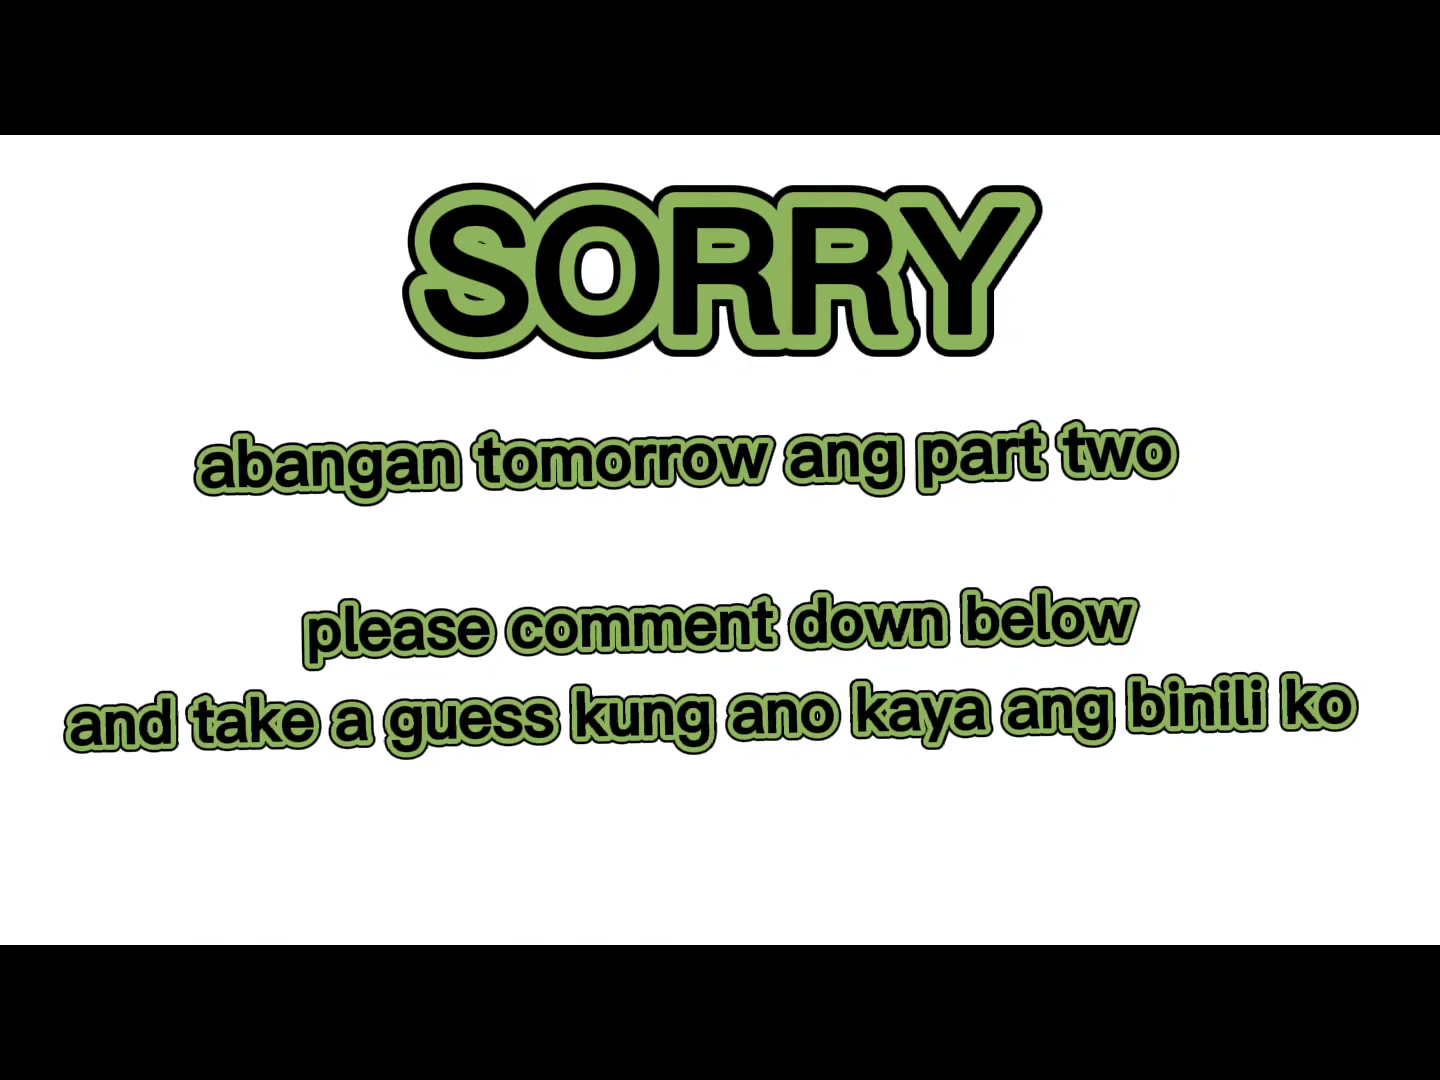 SORRY
abangan tomorrow ang part two
please comment down below
and take a guess kung ano kaya ang binili ko